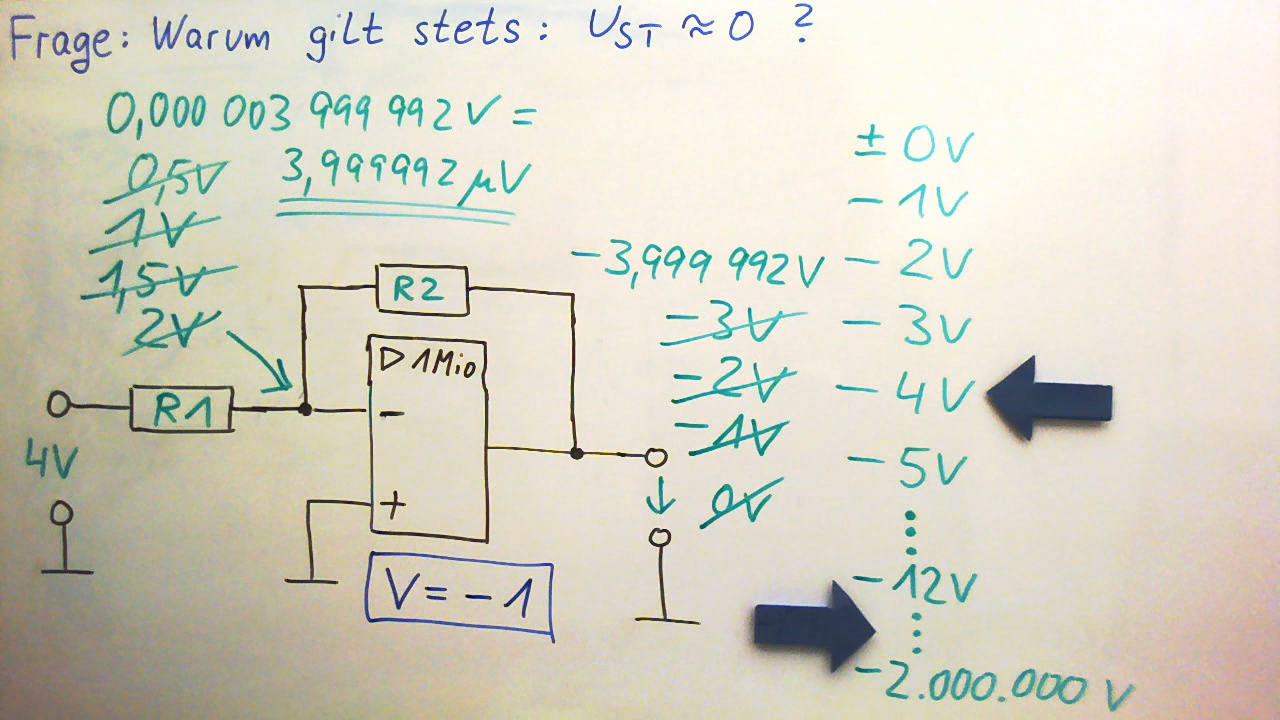 Frage: Warum gilt stets: UST ≈ 0 ?
0,000 003 999 992 V =
3,999992 µV
0,5V
1V
1,5V
2V
R1
4V
R2
▷ 1Mio
-
+
V = - 1
-3,999 992V
-3V
-2V
-1V
0V
± 0V
- 1V
- 2V
- 3V
- 4V
- 5V
- 12V
- 2.000.000 V